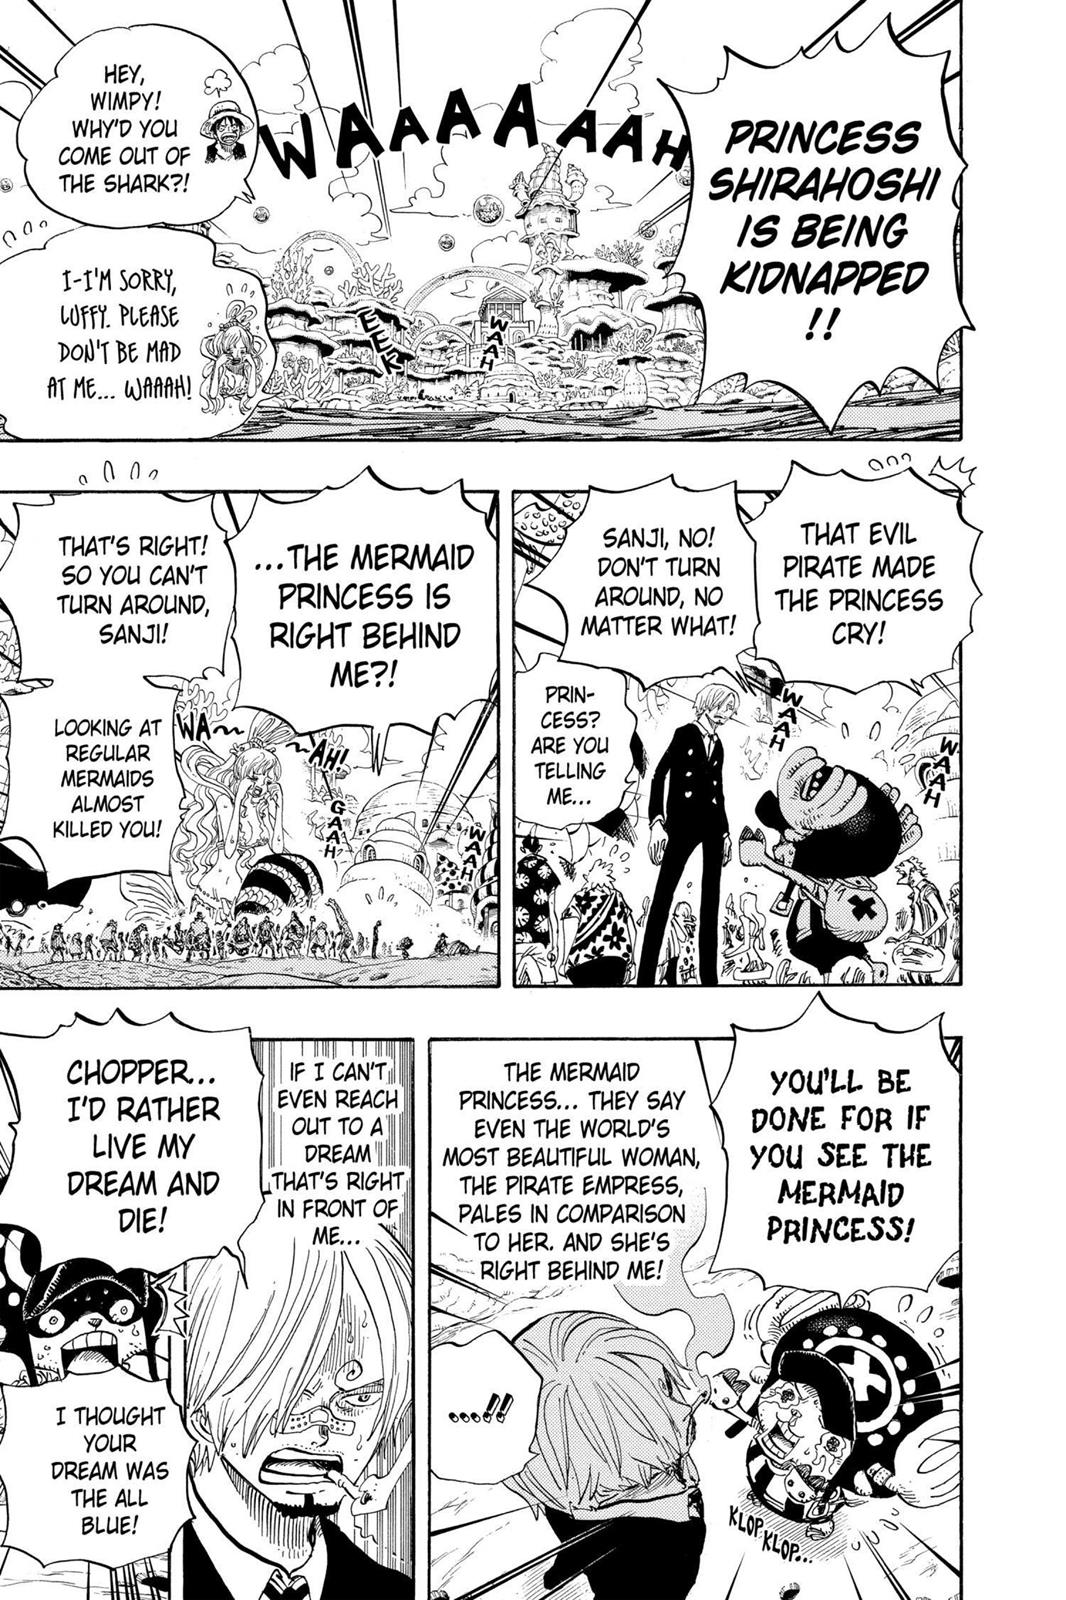 PRINCESS
SHIRAHOSHI
IS BEING
KIDNAPPED
!!
WAAAAAAAH
HEY,
WIMPY!
WHY'D YOU
COME OUT OF
THE SHARK?!
I-I'M SORRY,
LUFFY. PLEASE
DON'T BE MAD
AT ME... WAAAH!
EEEK
WAAH
THAT EVIL
PIRATE MADE
THE PRINCESS
CRY!
SANJI, NO!
DON'T TURN
AROUND, NO
MATTER WHAT!
PRIN-
CESS?
ARE YOU
TELLING
ME...
WAAH
WAAH
...THE MERMAID
PRINCESS IS
RIGHT BEHIND
ME?!
THAT'S RIGHT!
SO YOU CAN'T
TURN AROUND,
SANJI!
LOOKING AT
REGULAR
MERMAIDS
ALMOST
KILLED YOU!
WA~
~AH!
GAAH
WAAH
YOU'LL BE
DONE FOR IF
YOU SEE THE
MERMAID
PRINCESS!
THE MERMAID
PRINCESS... THEY SAY
EVEN THE WORLD'S
MOST BEAUTIFUL WOMAN,
THE PIRATE EMPRESS,
PALES IN COMPARISON
TO HER. AND SHE'S
RIGHT BEHIND ME!
...!!
KLOP
KLOP...
IF I CAN'T
EVEN REACH
OUT TO A
DREAM
THAT'S RIGHT
IN FRONT OF
ME...
CHOPPER...
I'D RATHER
LIVE MY
DREAM AND
DIE!
I THOUGHT
YOUR
DREAM WAS
THE ALL
BLUE!